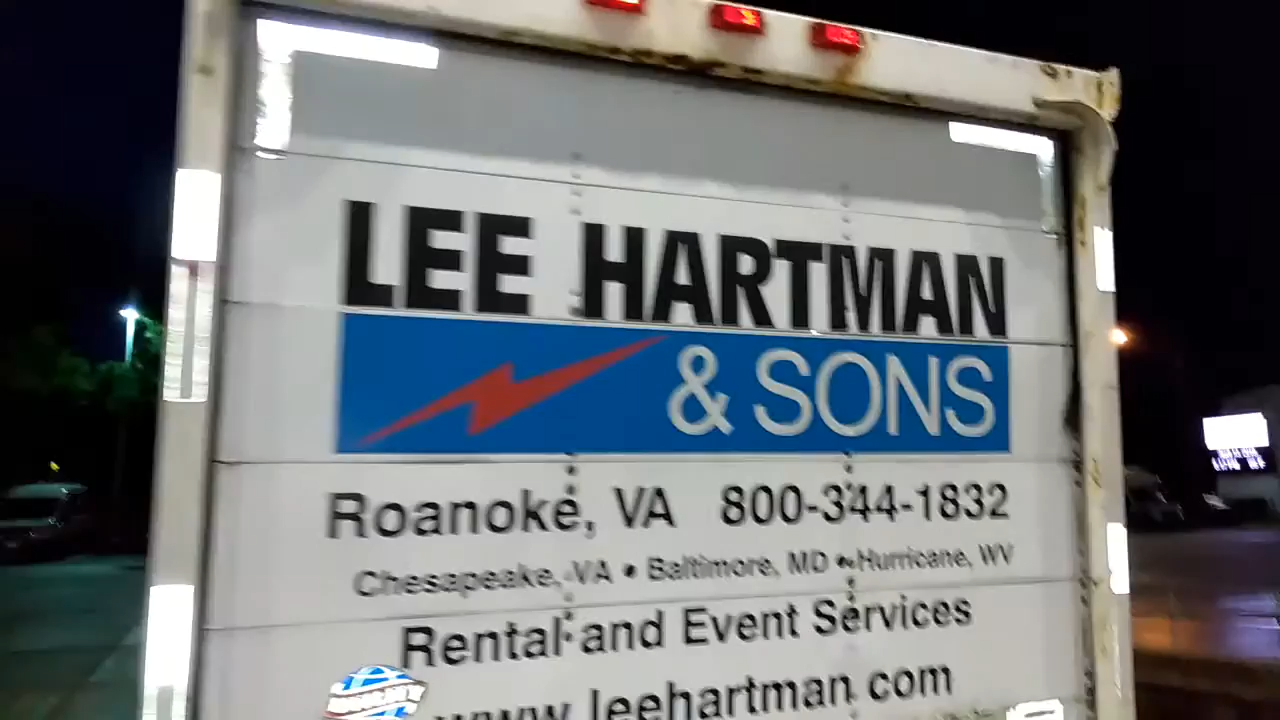 LEE HARTMAN
& SONS
Roanoke, VA 800-344-1832
Chesapeake, VA • Baltimore, MD • Hurricane, WV
Rental and Event Services
www.leehartman.com